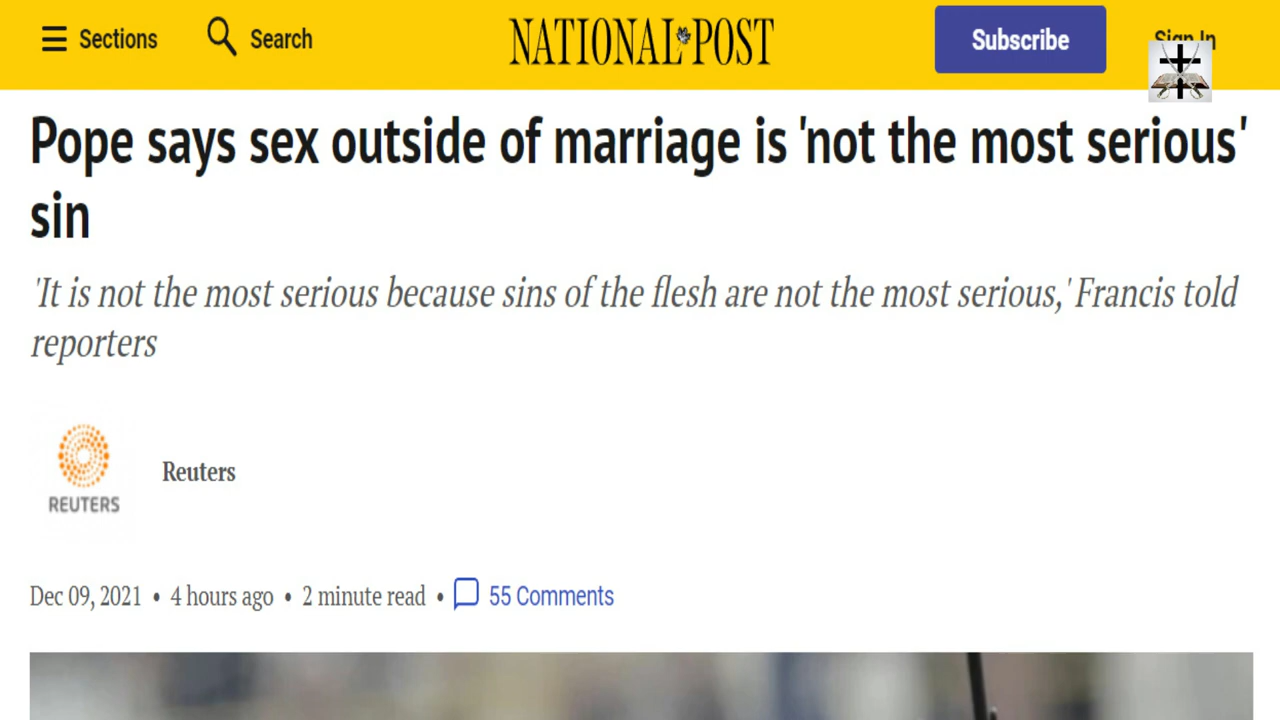 Sections
Search
NATIONAL POST
Subscribe
Sign In
Pope says sex outside of marriage is 'not the most serious'
sin
'It is not the most serious because sins of the flesh are not the most serious,' Francis told
reporters
REUTERS
Reuters
Dec 09, 2021 • 4 hours ago • 2 minute read • 55 Comments